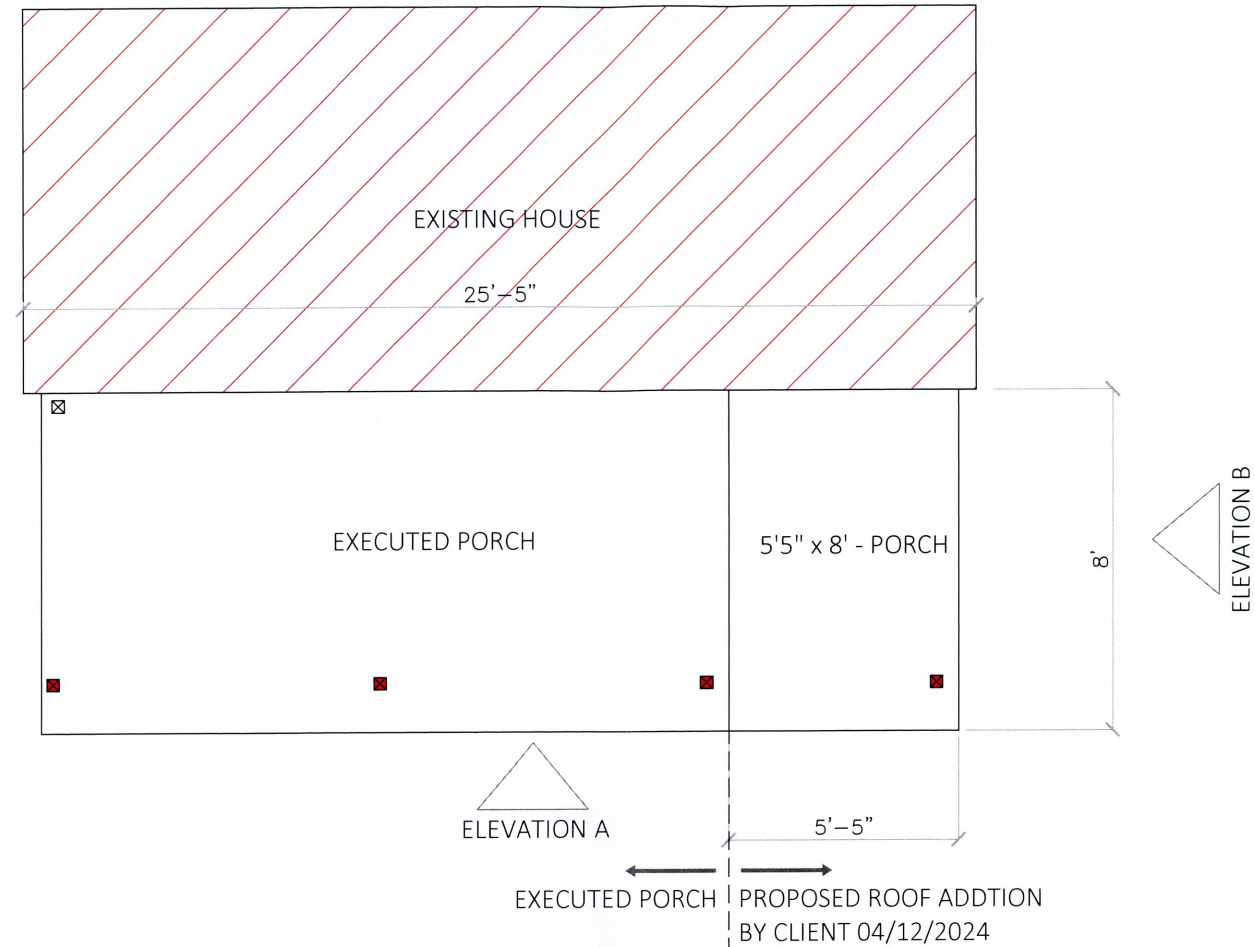 EXISTING HOUSE
25'–5"
EXECUTED PORCH
5'5" x 8' - PORCH
8'
ELEVATION B
ELEVATION A
5'–5"
EXECUTED PORCH
PROPOSED ROOF ADDTION
BY CLIENT 04/12/2024